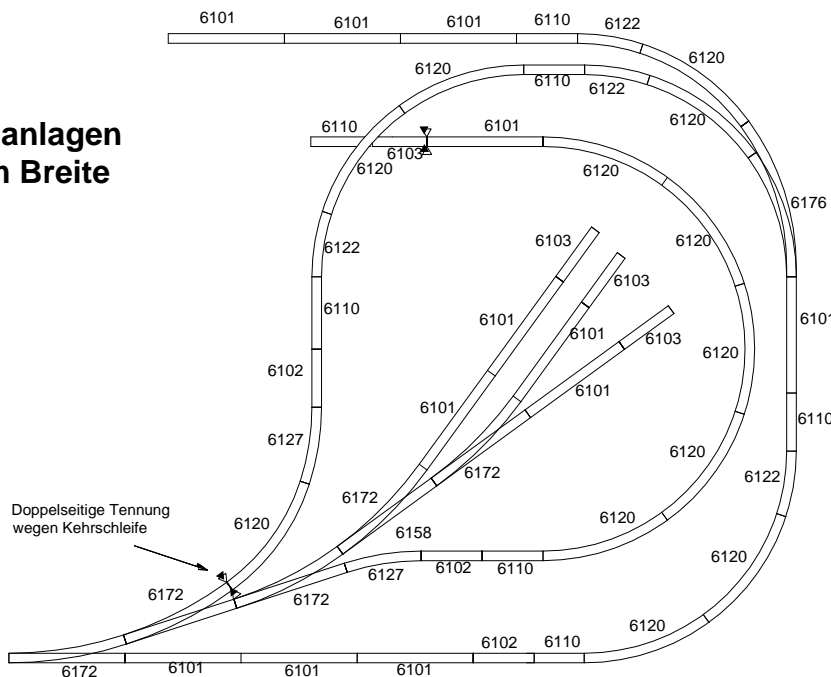 6101 6101 6101 6110 6122
6120
6120 6110 6122
anlagen
n Breite
6110 6101 6120
6103
6120 6120 6176
6122 6103
6103
6120
6110 6101 6101 6103 6101
6102 6101 6120
6101 6110
6127 6172 6120 6122
Doppelseitige Tennung
wegen Kehrschleife
6120 6172 6158 6120 6120
6127 6102 6110
6172 6172
6102 6110 6120
6172 6101 6101 6101